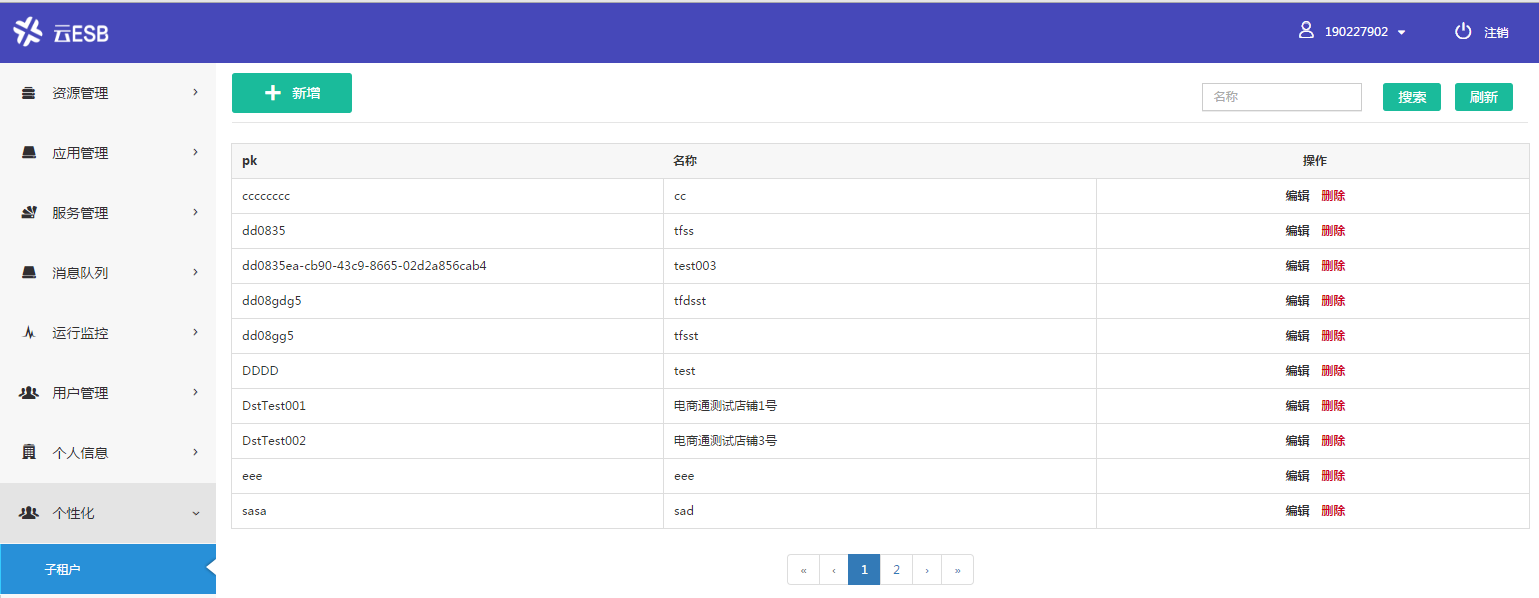 云ESB
190227902
注销
资源管理
应用管理
服务管理
消息队列
运行监控
用户管理
个人信息
个性化
子租户
新增
名称
搜索
刷新
pk 名称 操作
cccccccc cc 编辑 删除
dd0835 tfss 编辑 删除
dd0835ea-cb90-43c9-8665-02d2a856cab4 test003 编辑 删除
dd08gdg5 tfdsst 编辑 删除
dd08gg5 tfsst 编辑 删除
DDDD test 编辑 删除
DstTest001 电商通测试店铺1号 编辑 删除
DstTest002 电商通测试店铺3号 编辑 删除
eee eee 编辑 删除
sasa sad 编辑 删除
« ‹ 1 2 › »